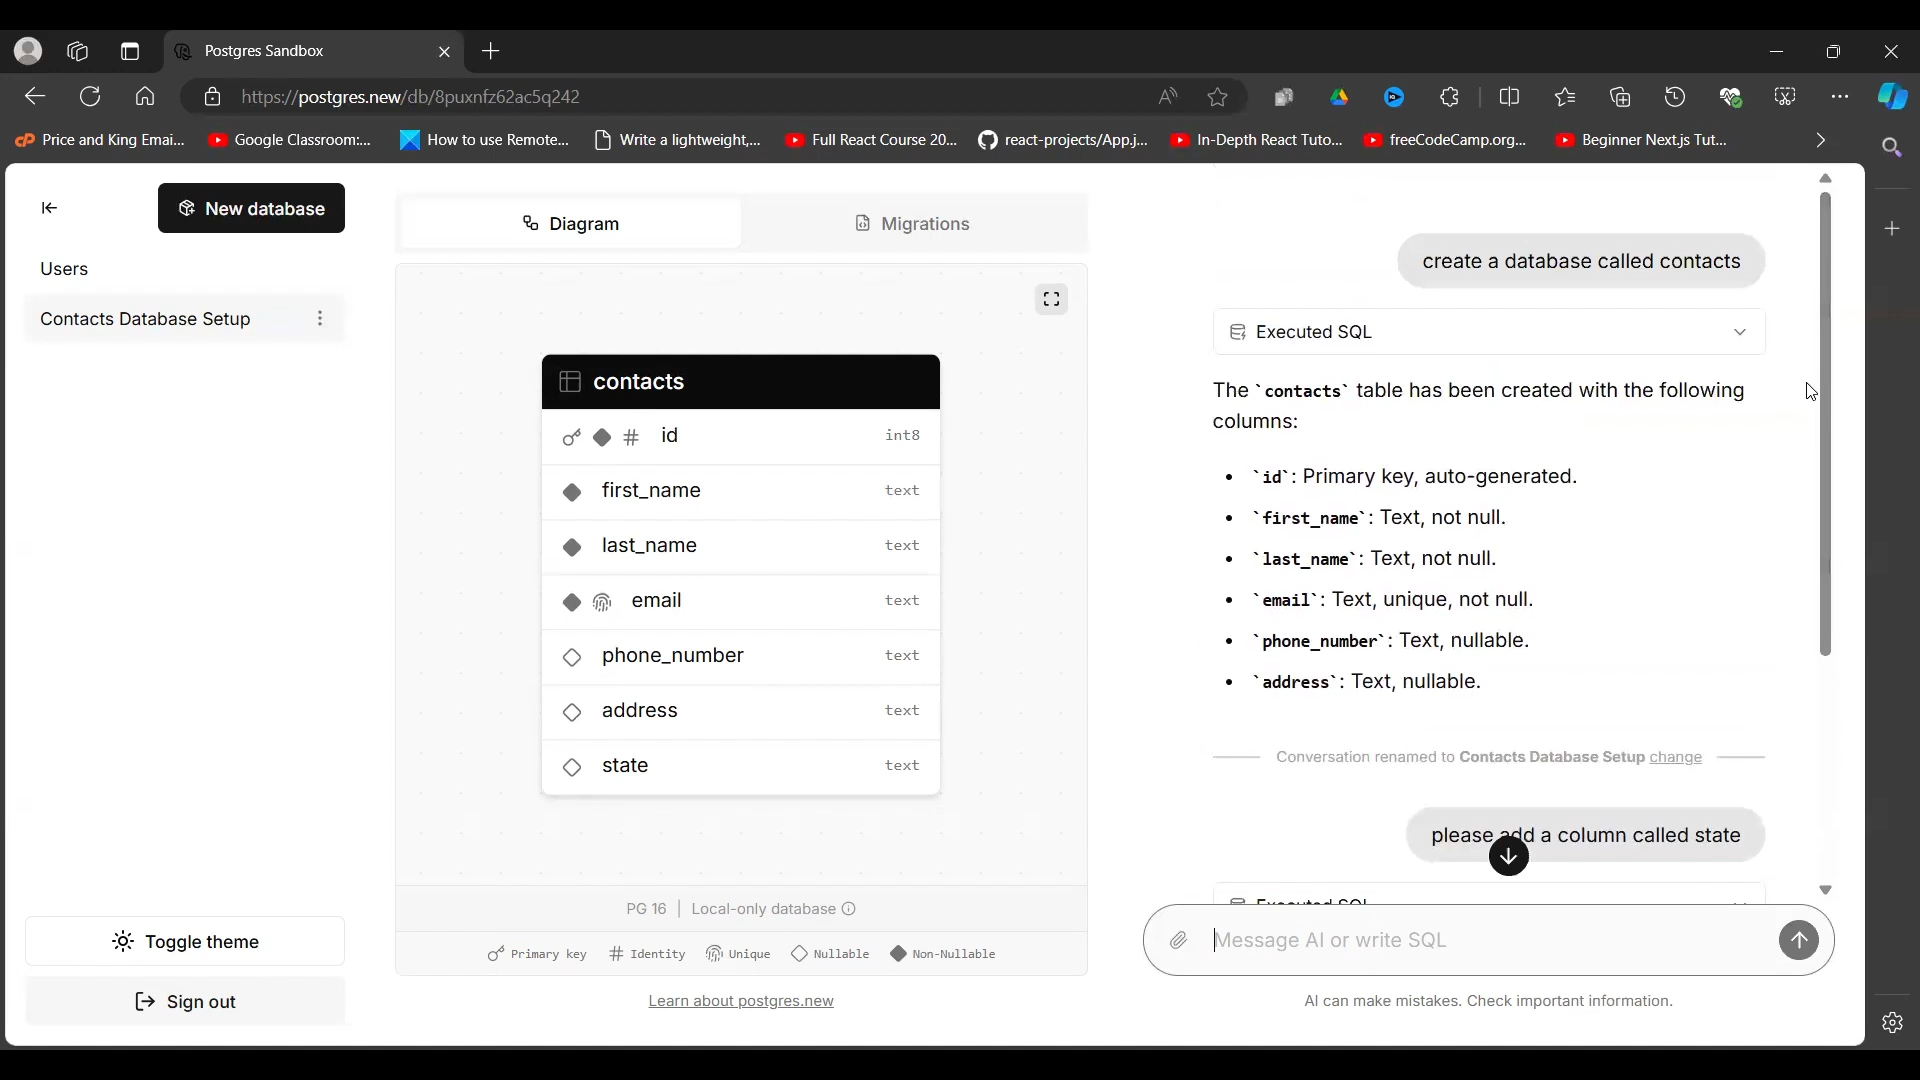 Postgres Sandbox
https://postgres.new/db/8puxnfz62ac5q242
Price and King Emai...
Google Classroom:...
How to use Remote...
Write a lightweight,...
Full React Course 20...
react-projects/App.j...
In-Depth React Tuto...
freeCodeCamp.org...
Beginner Next.js Tut...
New database
Users
Contacts Database Setup
Toggle theme
Sign out
Diagram
Migrations
contacts
id int8
first_name text
last_name text
email text
phone_number text
address text
state text
PG 16 | Local-only database
Primary key # Identity Unique Nullable Non-Nullable
Learn about postgres.new
create a database called contacts
Executed SQL
The `contacts` table has been created with the following
columns:
• `id`: Primary key, auto-generated.
• `first_name`: Text, not null.
• `last_name`: Text, not null.
• `email`: Text, unique, not null.
• `phone_number`: Text, nullable.
• `address`: Text, nullable.
Conversation renamed to Contacts Database Setup change
please add a column called state
Executed SQL
Message AI or write SQL
AI can make mistakes. Check important information.